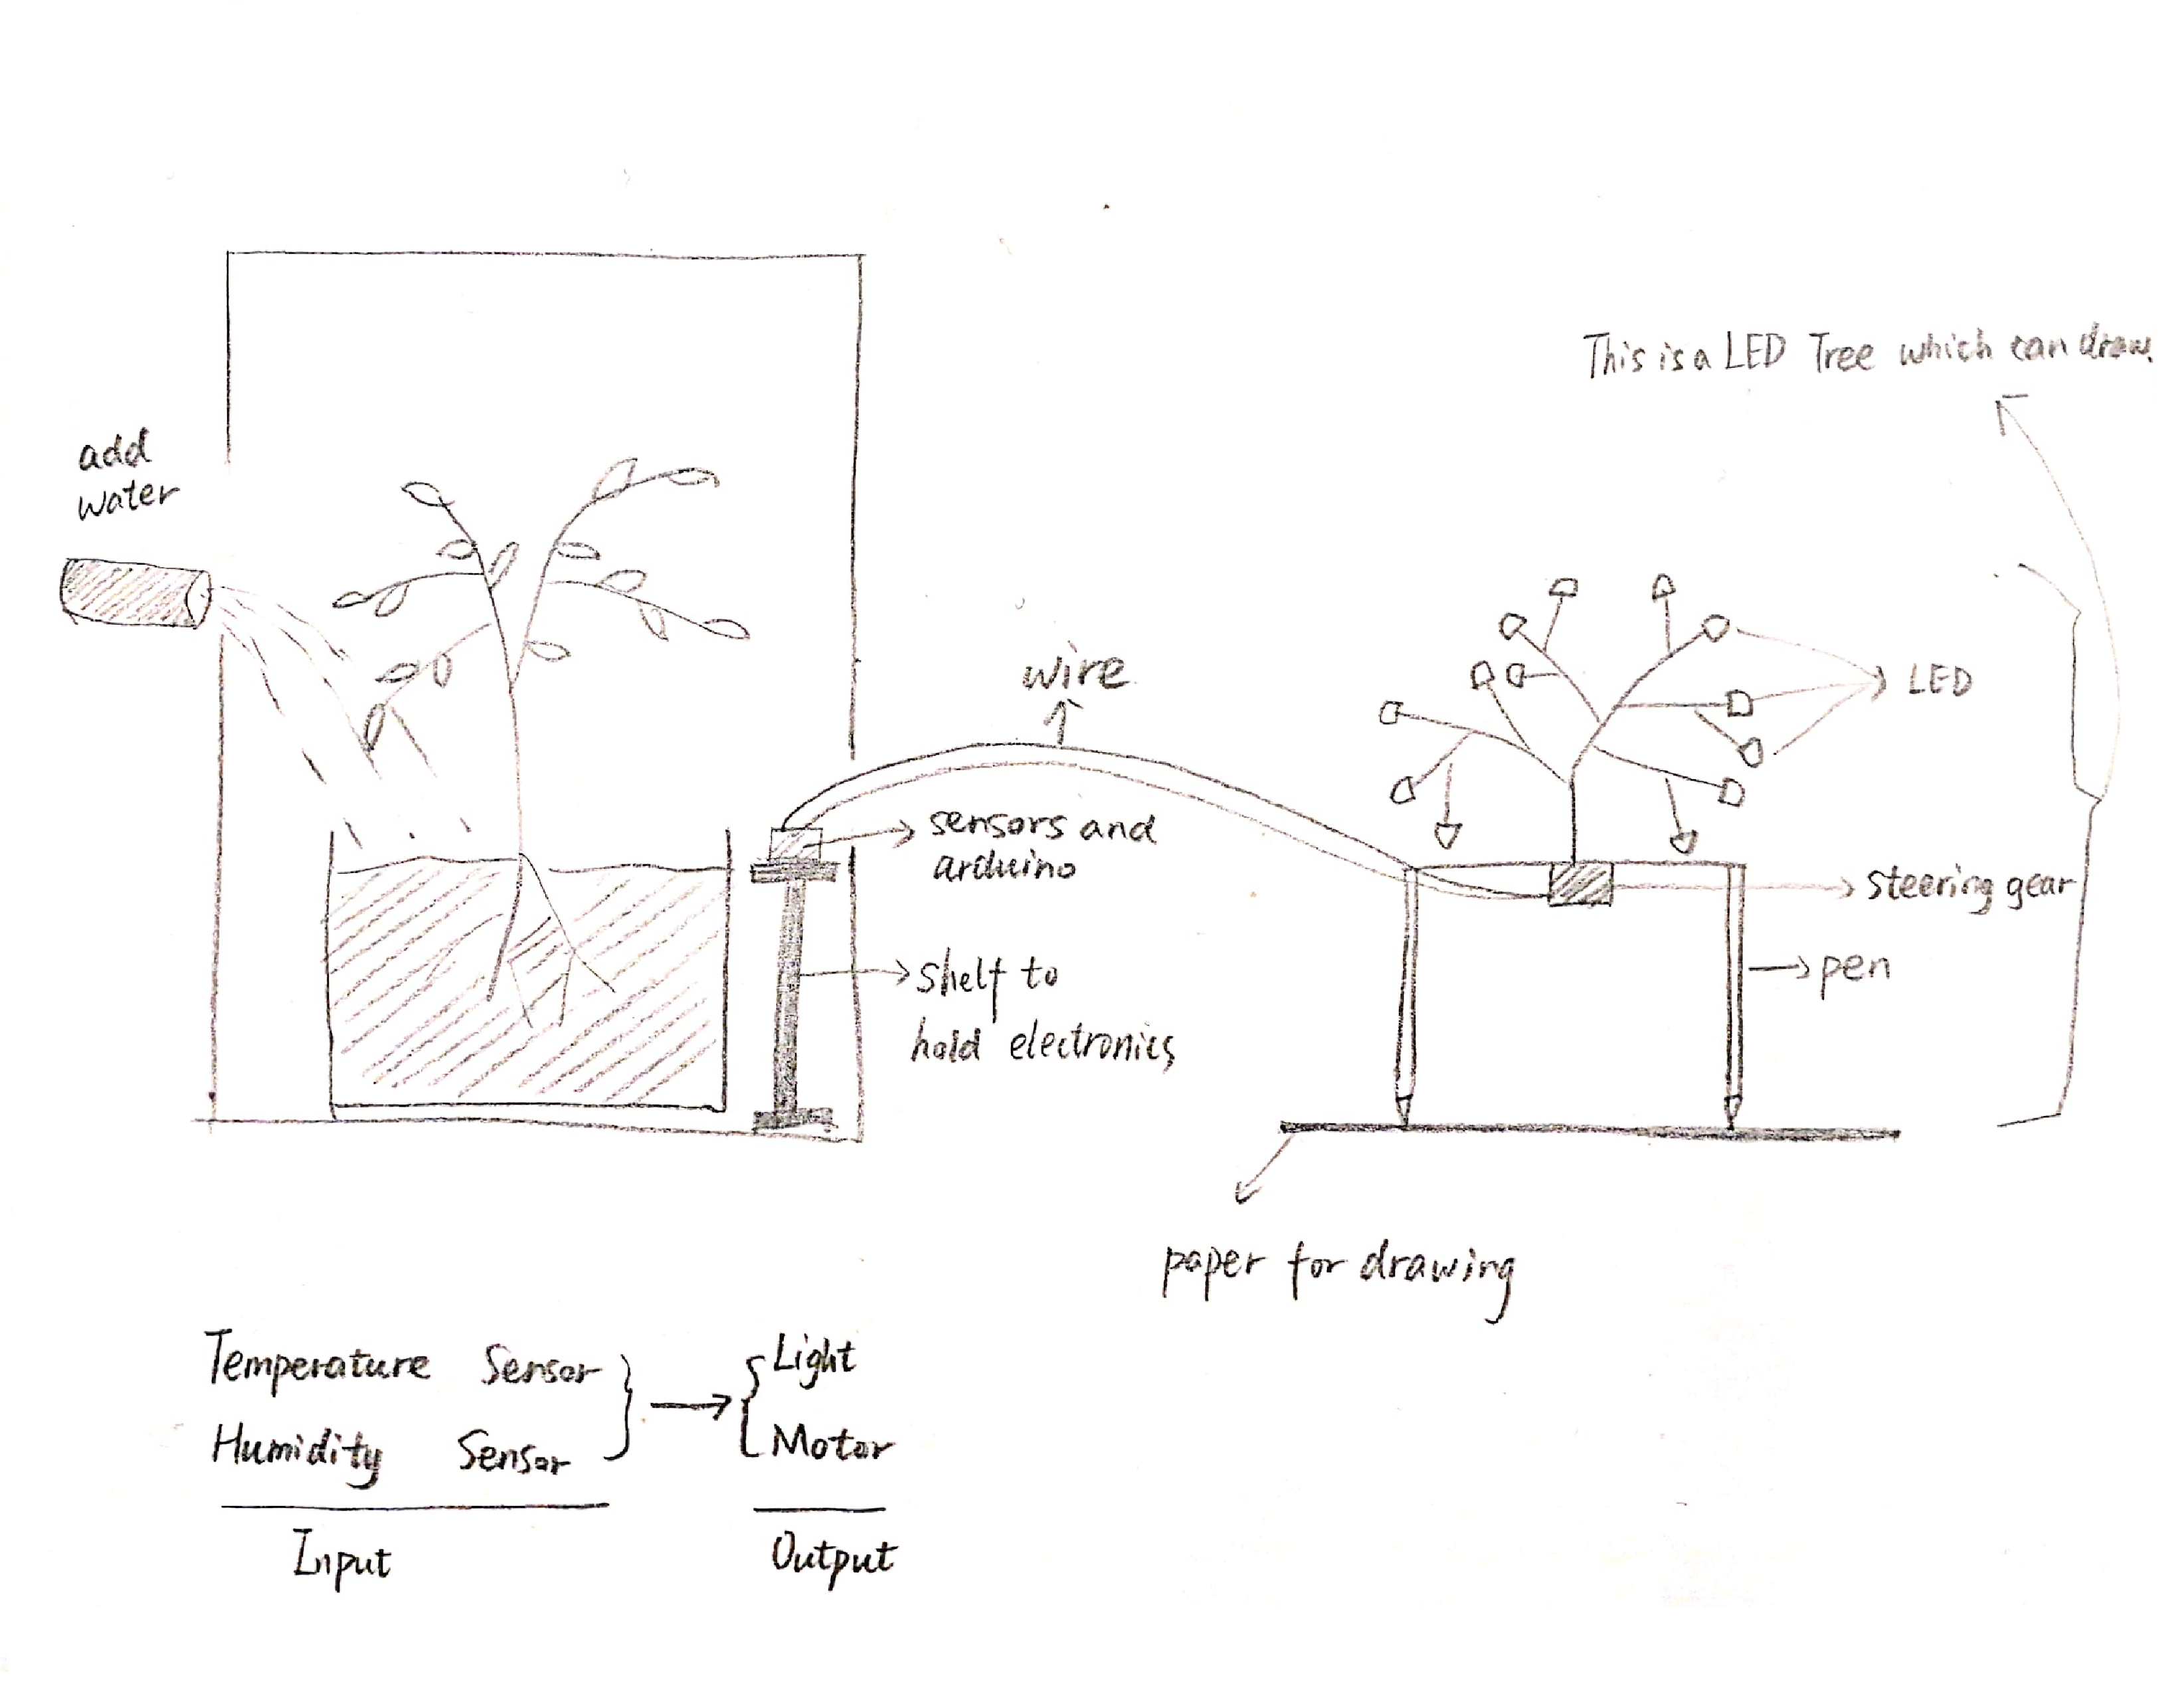 This is a LED Tree which can draw.
add
water
wire
LED
sensors and
arduino
steering gear
shelf to
hold electronics
pen
paper for drawing
Temperature Sensor
Humidity Sensor
Input
Light
Motor
Output